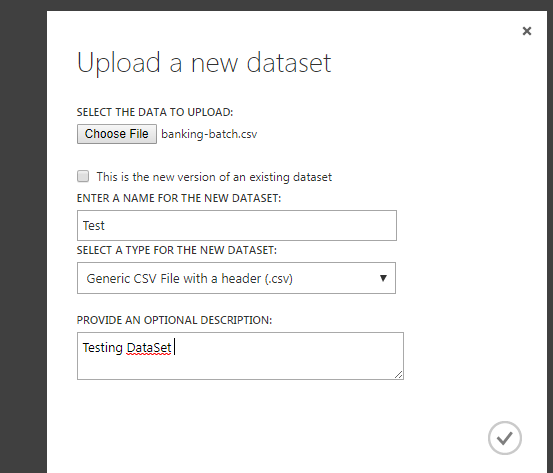 Upload a new dataset
SELECT THE DATA TO UPLOAD:
Choose File banking-batch.csv
This is the new version of an existing dataset
ENTER A NAME FOR THE NEW DATASET:
Test
SELECT A TYPE FOR THE NEW DATASET:
Generic CSV File with a header (.csv)
PROVIDE AN OPTIONAL DESCRIPTION:
Testing DataSet